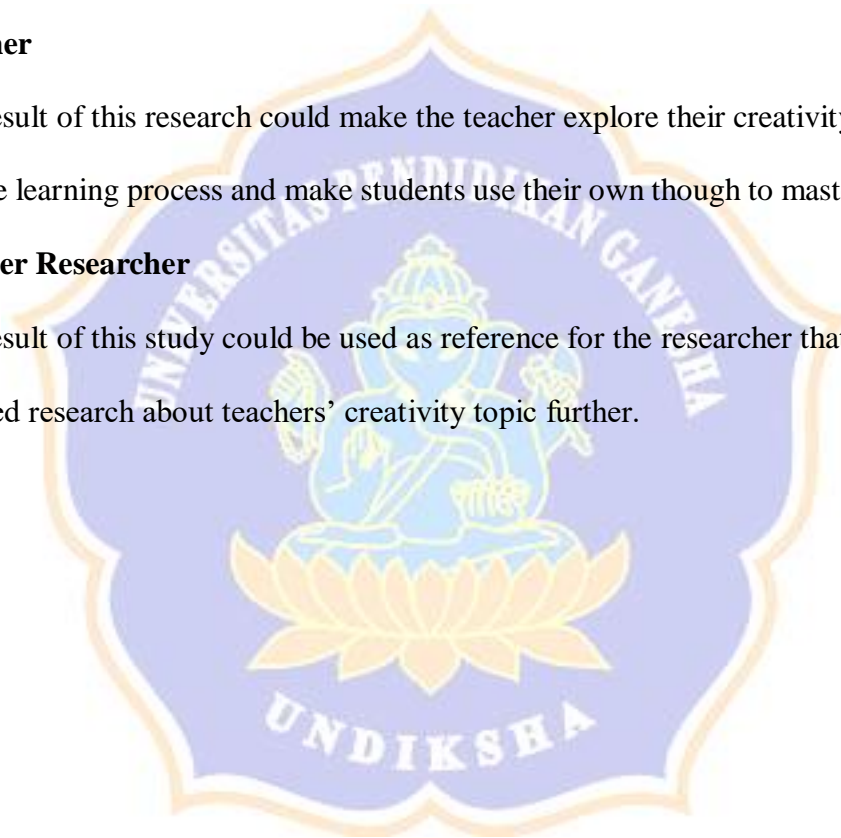 ner
esult of this research could make the teacher explore their creativity
e learning process and make students use their own though to mast
er Researcher
esult of this study could be used as reference for the researcher that
ed research about teachers’ creativity topic further.
UNIVERSITAS PENDIDIKAN GANESHA
UNDIKSHA